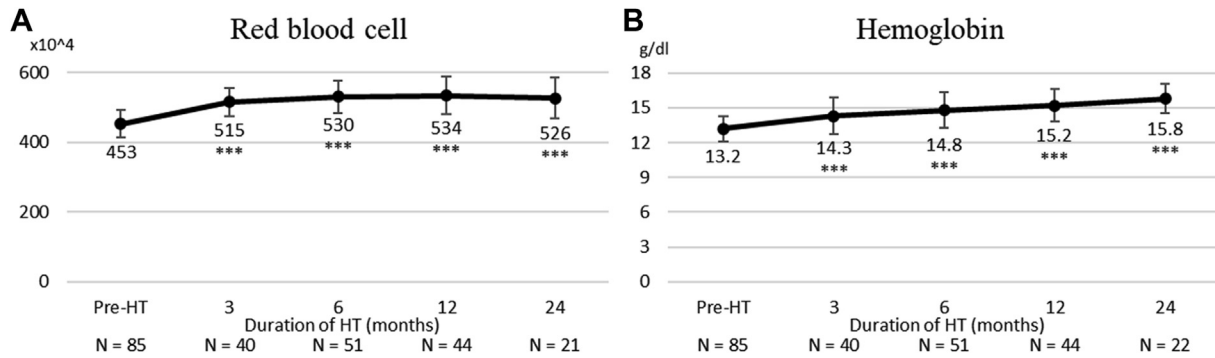 A
Red blood cell
x10^4
600
400
200
0
453
515
530
534
526
***
***
***
***
Pre-HT 3 6 12 24
Duration of HT (months)
N = 85 N = 40 N = 51 N = 44 N = 21
B
Hemoglobin
g/dl
18
15
12
9
6
3
0
13.2
14.3
14.8
15.2
15.8
***
***
***
***
Pre-HT 3 6 12 24
Duration of HT (months)
N = 85 N = 40 N = 51 N = 44 N = 22